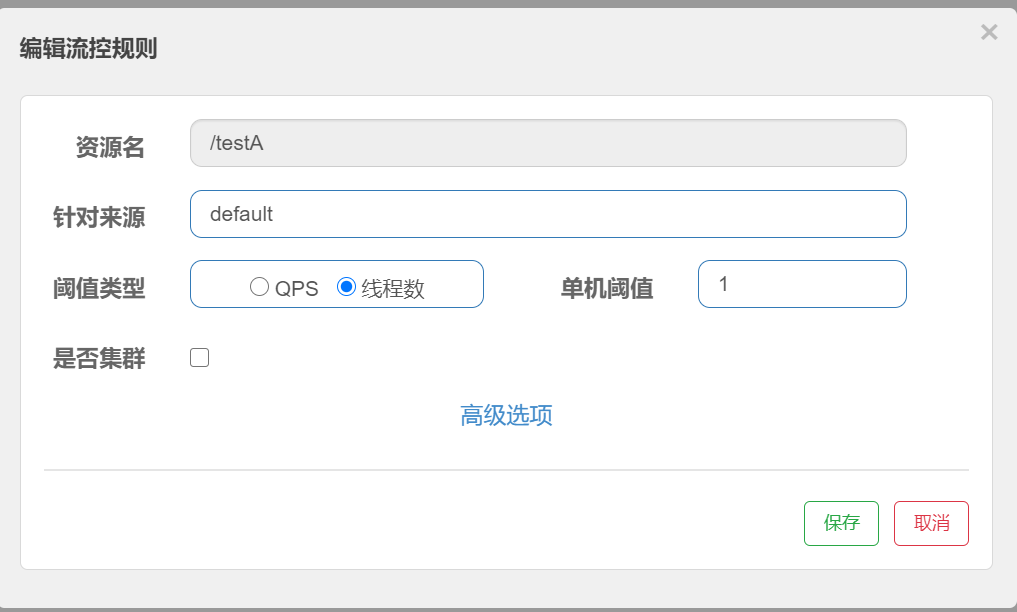 编辑流控规则 ×
资源名 /testA
针对来源 default
阈值类型 QPS 线程数 单机阈值 1
是否集群
高级选项
保存 取消